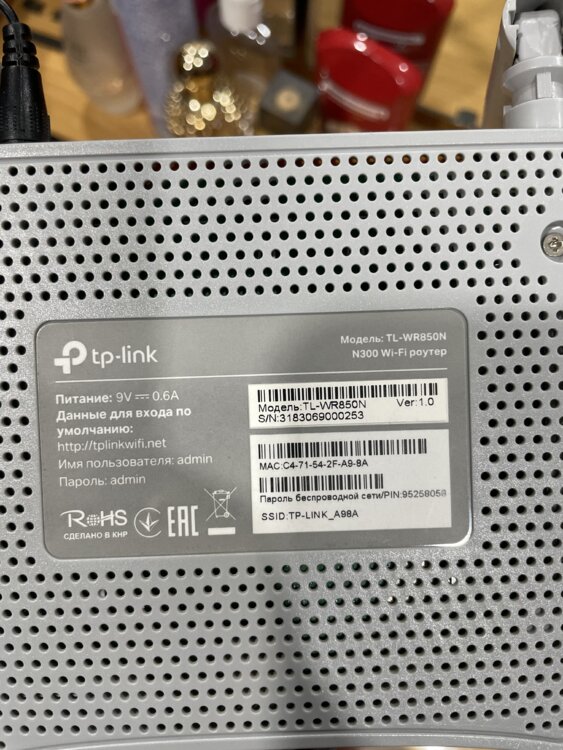 tp-link
Модель: TL-WR850N
N300 Wi-Fi роутер
Питание: 9V ⎓ 0.6A
Данные для входа по
умолчанию:
http://tplinkwifi.net
Имя пользователя: admin
Пароль: admin
RoHS
EAC
СДЕЛАНО В КНР
Модель:TL-WR850N Ver:1.0
S/N:3183069000253
MAC:C4-71-54-2F-A9-8A
Пароль беспроводной сети/PIN:95258058
SSID:TP-LINK_A98A